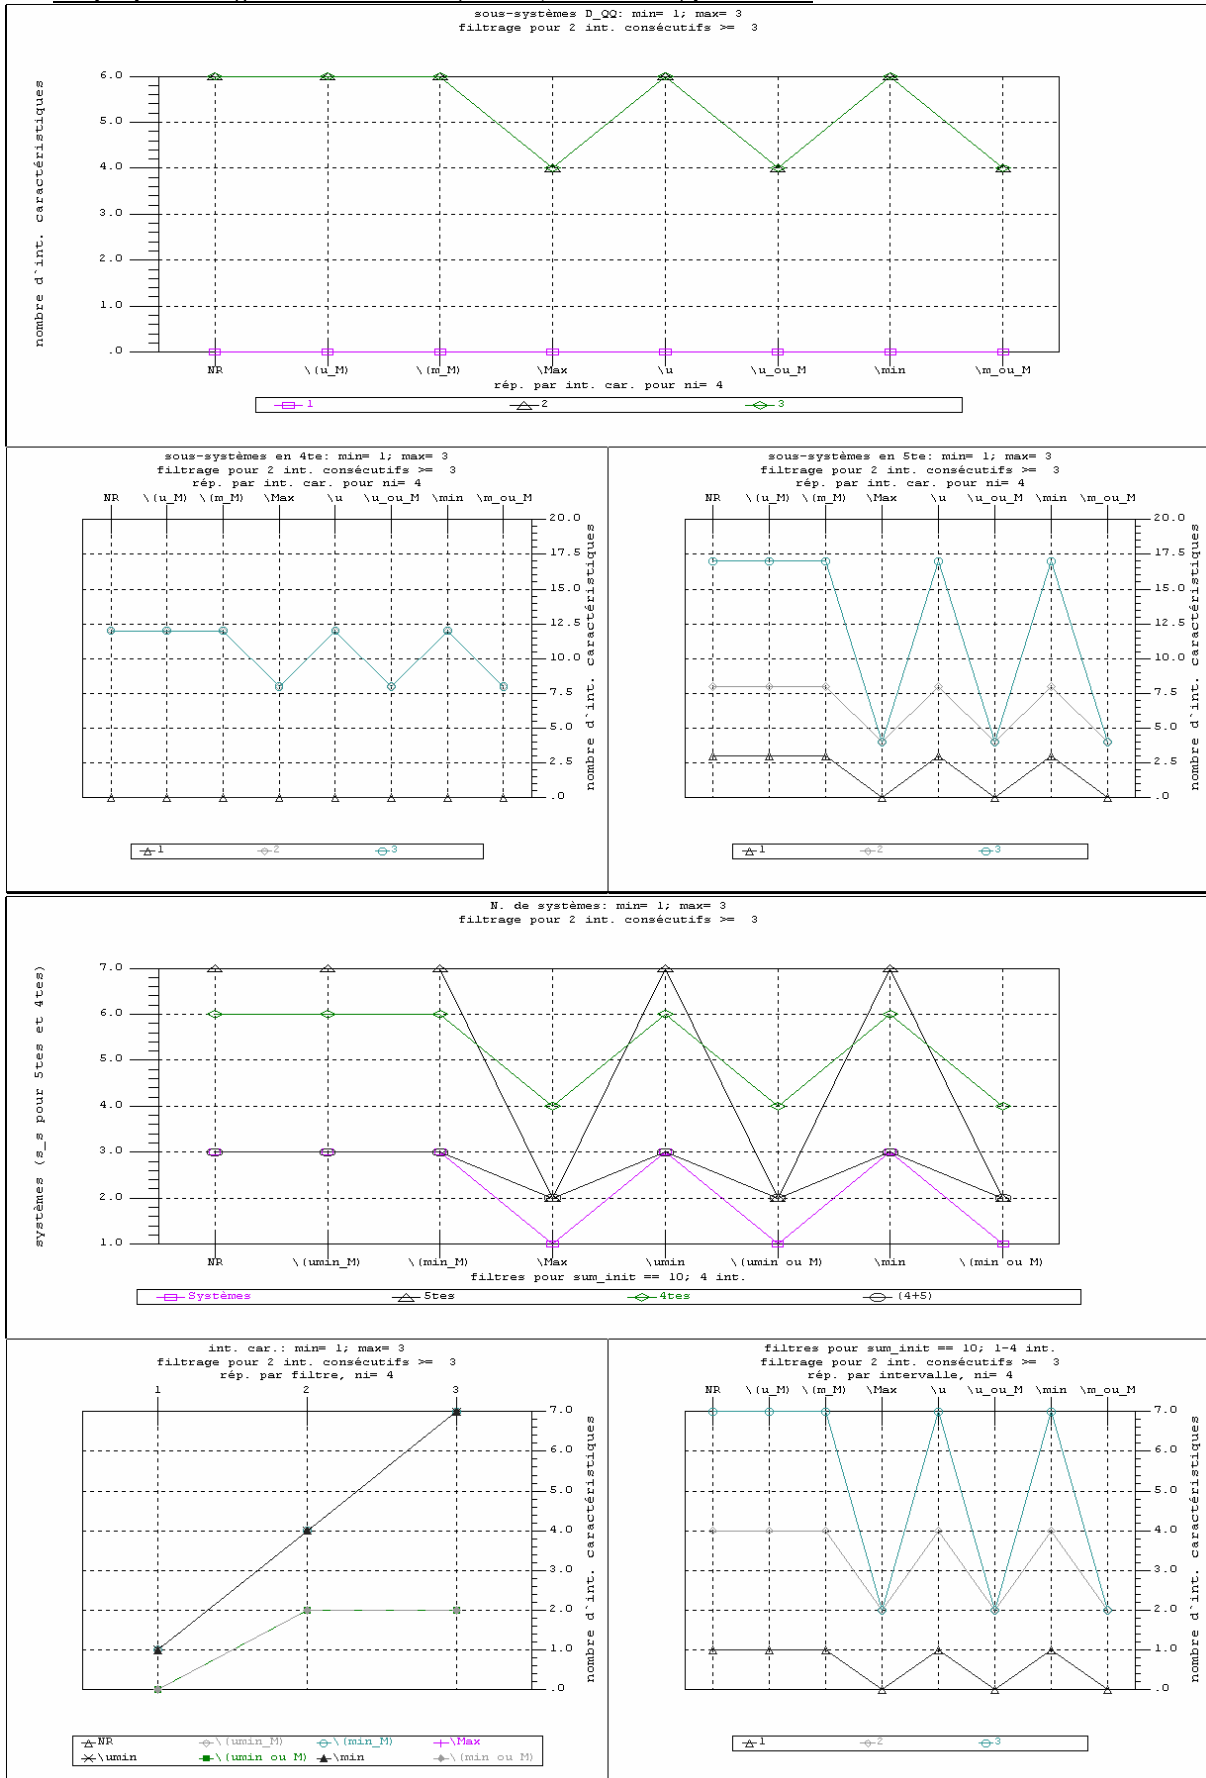 sous-systèmes D_QQ: min= 1; max= 3
filtrage pour 2 int. consécutifs >= 3
nombre d`int. caractéristiques
6.0
5.0
4.0
3.0
2.0
1.0
.0
NR \(u_M) \(m_M) \Max \u \u_ou_M \min \m_ou_M
rép. par int. car. pour ni= 4
1 2 3
sous-systèmes en 4te: min= 1; max= 3
filtrage pour 2 int. consécutifs >= 3
rép. par int. car. pour ni= 4
NR \(u_M) \(m_M) \Max \u \u_ou_M \min \m_ou_M
20.0
17.5
15.0
12.5
10.0
7.5
5.0
2.5
.0
nombre d`int. caractéristiques
1 2 3
sous-systèmes en 5te: min= 1; max= 3
filtrage pour 2 int. consécutifs >= 3
rép. par int. car. pour ni= 4
NR \(u_M) \(m_M) \Max \u \u_ou_M \min \m_ou_M
20.0
17.5
15.0
12.5
10.0
7.5
5.0
2.5
.0
nombre d`int. caractéristiques
1 2 3
N. de systèmes: min= 1; max= 3
filtrage pour 2 int. consécutifs >= 3
systèmes (s_s pour 5tes et 4tes)
7.0
6.0
5.0
4.0
3.0
2.0
1.0
NR \(umin_M) \(min_M) \Max \umin \(umin ou M) \min \(min ou M)
filtres pour sum_init == 10; 4 int.
Systèmes 5tes 4tes (4+5)
int. car.: min= 1; max= 3
filtrage pour 2 int. consécutifs >= 3
rép. par filtre, ni= 4
1 2 3
7.0
6.0
5.0
4.0
3.0
2.0
1.0
.0
nombre d`int. caractéristiques
NR \(umin_M) \(min_M) \Max
\umin \(umin ou M) \min \(min ou M)
filtres pour sum_init == 10; 1-4 int.
filtrage pour 2 int. consécutifs >= 3
rép. par intervalle, ni= 4
NR \(u_M) \(m_M) \Max \u \u_ou_M \min \m_ou_M
7.0
6.0
5.0
4.0
3.0
2.0
1.0
.0
nombre d`int. caractéristiques
1 2 3